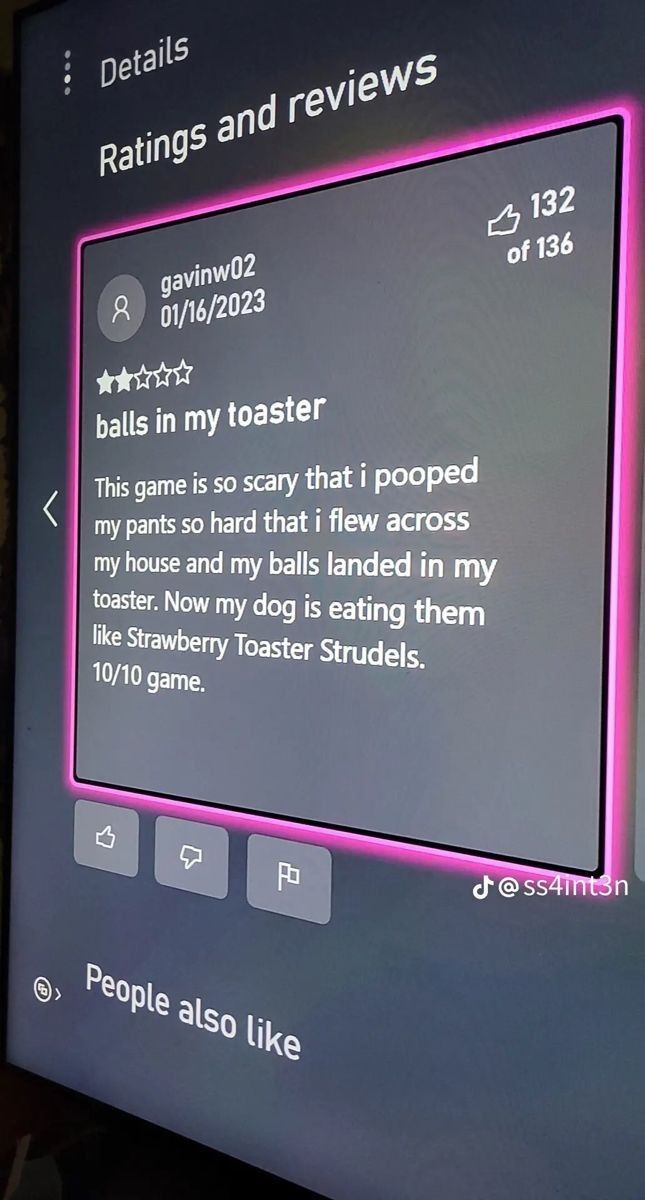 Details
Ratings and reviews
132
of 136
gavinw02
01/16/2023
balls in my toaster
This game is so scary that i pooped
my pants so hard that i flew across
my house and my balls landed in my
toaster. Now my dog is eating them
like Strawberry Toaster Strudels.
10/10 game.
@ss4int3n
People also like